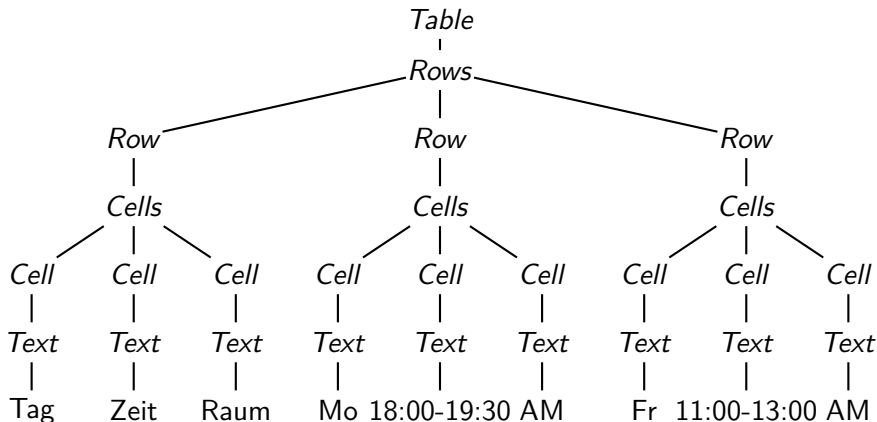 Table
Rows
Row Row Row
Cells Cells Cells
Cell Cell Cell Cell Cell Cell Cell Cell Cell
Text Text Text Text Text Text Text Text Text
Tag Zeit Raum Mo 18:00-19:30 AM Fr 11:00-13:00 AM